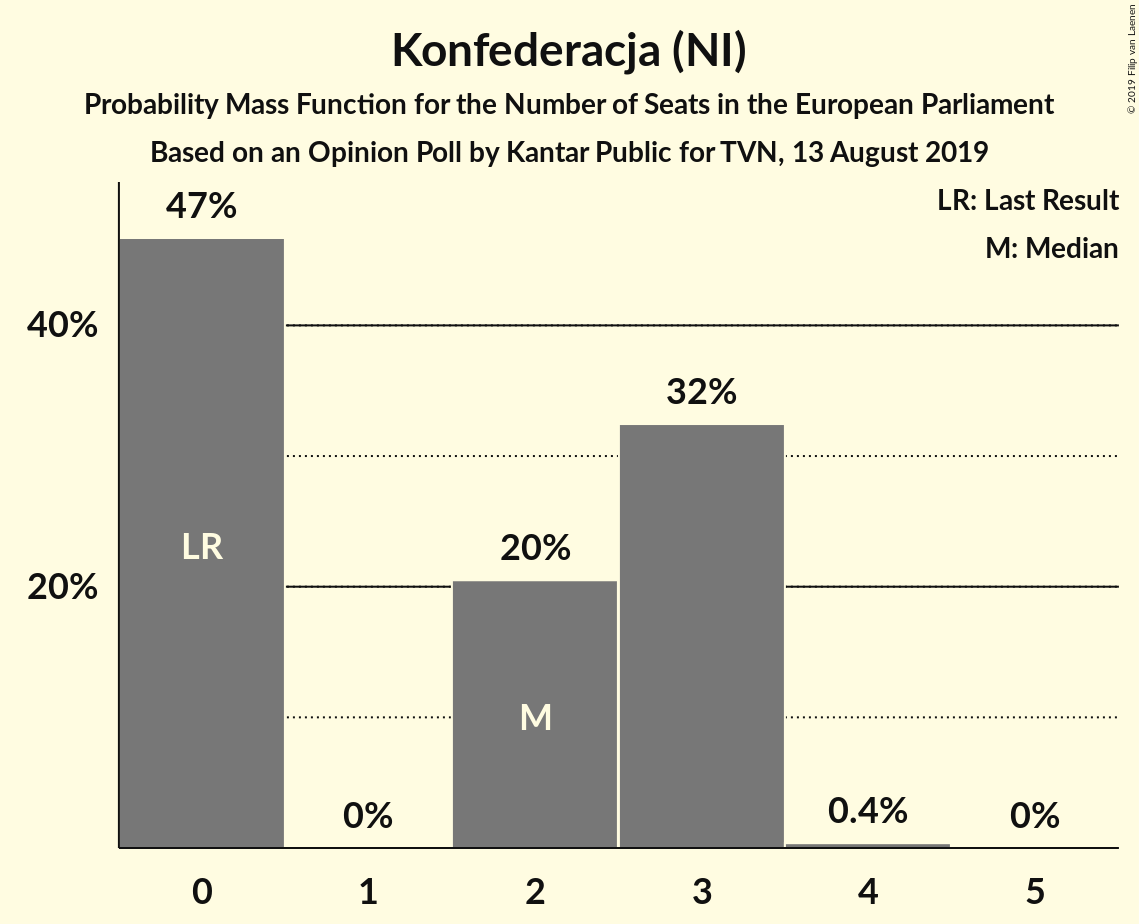 Konfederacja (NI)
Probability Mass Function for the Number of Seats in the European Parliament
Based on an Opinion Poll by Kantar Public for TVN, 13 August 2019
© 2019 Filip van Laenen
LR: Last Result
M: Median
47%
40%
32%
LR
20%
20%
M
0%
0.4%
0%
0 1 2 3 4 5